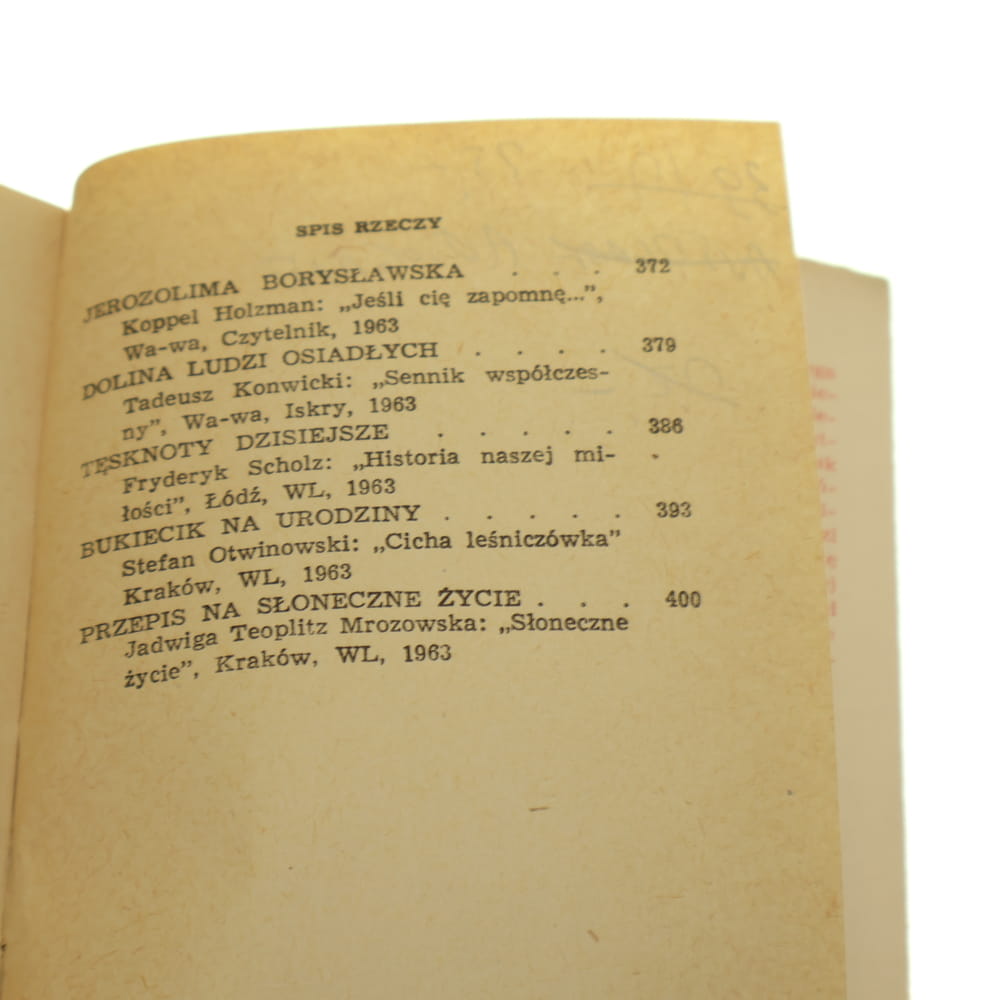 SPIS RZECZY
JEROZOLIMA BORYSŁAWSKA . . . 372
Koppel Holzman: „Jeśli cię zapomnę...”,
Wa-wa, Czytelnik, 1963
DOLINA LUDZI OSIADŁYCH . . . . 379
Tadeusz Konwicki: „Sennik współczes-
ny”, Wa-wa, Iskry, 1963
TĘSKNOTY DZISIEJSZE . . . . . 386
Fryderyk Scholz: „Historia naszej mi-
łości”, Łódź, WL, 1963
BUKIECIK NA URODZINY . . . . . 393
Stefan Otwinowski: „Cicha leśniczówka”
Kraków, WL, 1963
PRZEPIS NA SŁONECZNE ŻYCIE . . . 400
Jadwiga Teoplitz Mrozowska: „Słoneczne
życie”, Kraków, WL, 1963